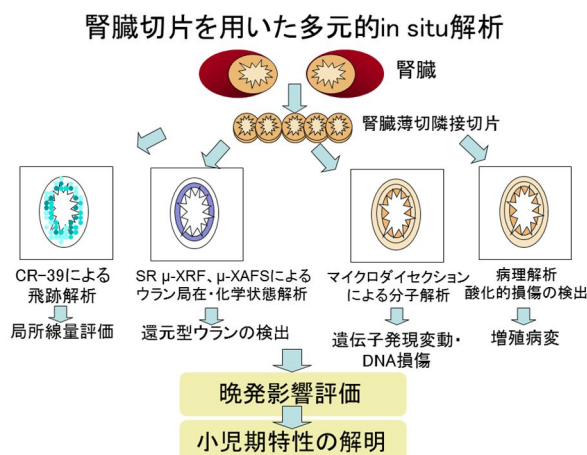 腎臓切片を用いた多元的in situ解析
腎臓
腎臓薄切隣接切片
CR-39による
飛跡解析
局所線量評価
SR μ-XRF、μ-XAFSによる
ウラン局在・化学状態解析
還元型ウランの検出
マイクロダイセクション
による分子解析
遺伝子発現変動・
DNA損傷
病理解析
酸化的損傷の検出
増殖病変
晩発影響評価
小児期特性の解明